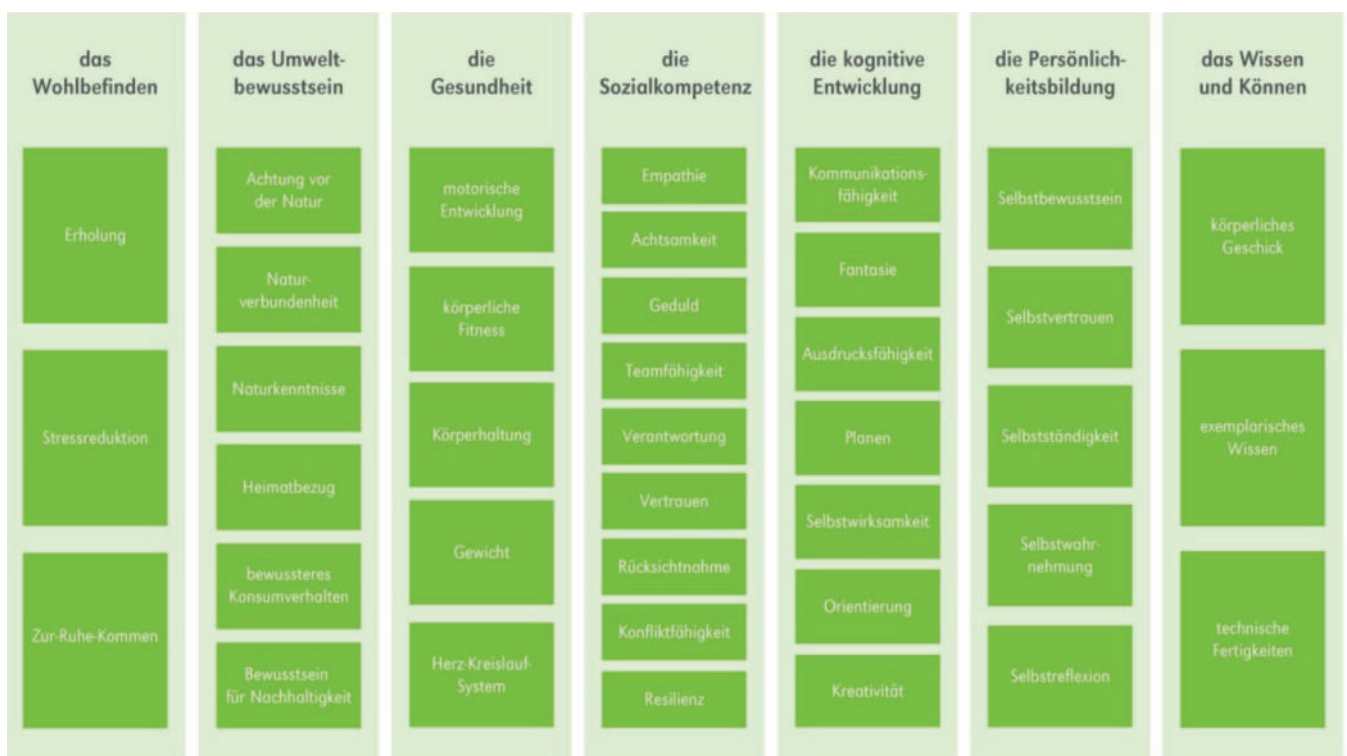 das
Wohlbefinden
Erholung
Stressreduktion
Zur-Ruhe-Kommen
das Umwelt-
bewusstsein
Achtung vor
der Natur
Natur-
verbundenheit
Naturkenntnisse
Heimatbezug
bewussteres
Konsumverhalten
Bewusstsein
für Nachhaltigkeit
die
Gesundheit
motorische
Entwicklung
körperliche
Fitness
Körperhaltung
Gewicht
Herz-Kreislauf-
System
die
Sozialkompetenz
Empathie
Achtsamkeit
Geduld
Teamfähigkeit
Verantwortung
Vertrauen
Rücksichtnahme
Konfliktfähigkeit
Resilienz
die kognitive
Entwicklung
Kommunikations-
fähigkeit
Fantasie
Ausdrucksfähigkeit
Planen
Selbstwirksamkeit
Orientierung
Kreativität
die Persönlich-
keitsbildung
Selbstbewusstsein
Selbstvertrauen
Selbstständigkeit
Selbstwahr-
nehmung
Selbstreflexion
das Wissen
und Können
körperliches
Geschick
exemplarisches
Wissen
technische
Fertigkeiten